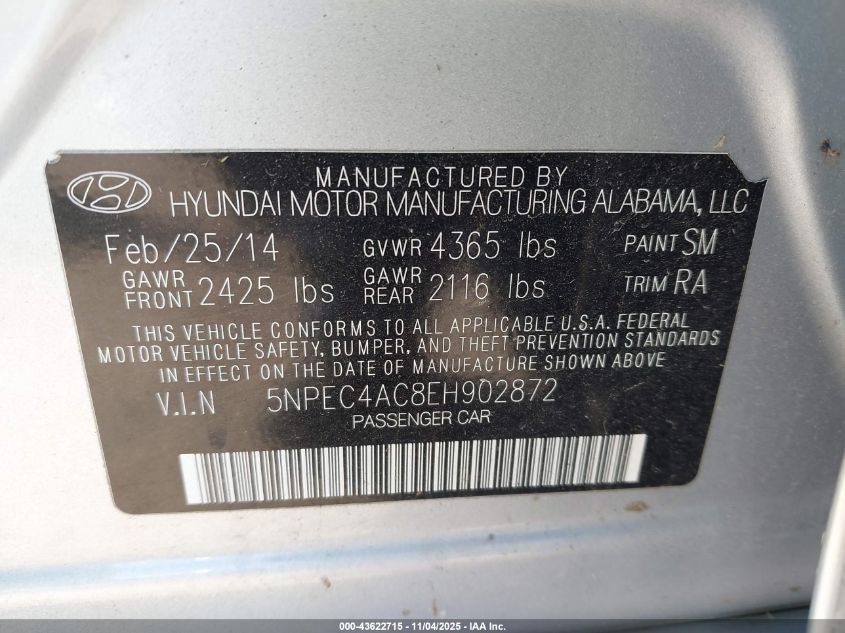 MANUFACTURED BY
HYUNDAI MOTOR MANUFACTURING ALABAMA, LLC
Feb/25/14 GVWR 4365 lbs PAINT SM
GAWR FRONT 2425 lbs GAWR REAR 2116 lbs TRIM RA
THIS VEHICLE CONFORMS TO ALL APPLICABLE U.S.A. FEDERAL
MOTOR VEHICLE SAFETY, BUMPER, AND THEFT PREVENTION STANDARDS
IN EFFECT ON THE DATE OF MANUFACTURE SHOWN ABOVE
V.I.N 5NPEC4AC8EH902872
PASSENGER CAR
000-43622715 - 11/04/2025 - IAA Inc.